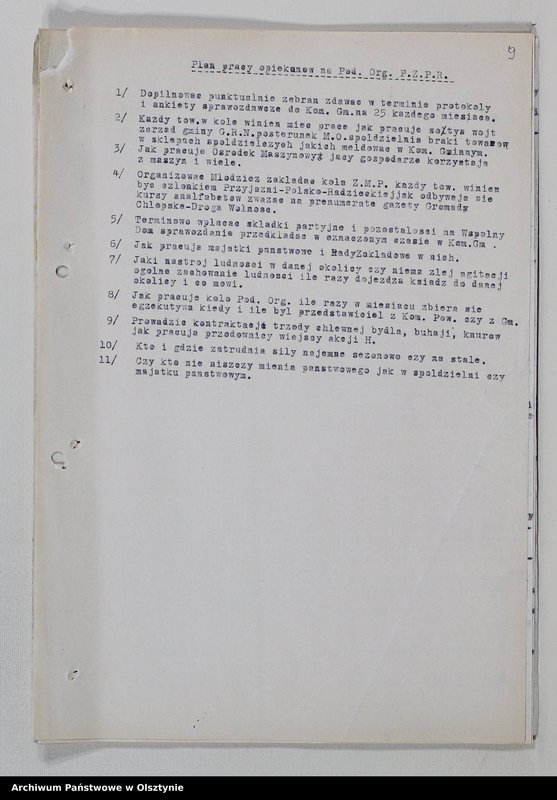 9
Plan pracy opiekunow na Pod. Org. P.Z.P.R.
1/ Dopilnowac punktualnie zebran zdawac w terminie protokoly
i ankiety sprawozdawcze do Kom. Gm.na 25 kazdego miesiaca.
2/ Kazdy tow.w kole winien miec prace jak pracuje soltys wojt
zarzad gminy G.R.N.posterunek M.O.spoldzielnia braki towarow
w sklepach spoldzielczych jakich meldowac w Kom. Gminnym.
3/ Jak pracuje Osrodek Maszynowy jacy gospodarze korzystaja
z maszyn i wiele.
4/ Organizowac Mlodziez zakladac kola Z.M.P. kazdy tow. winien
byc czlonkiem Przyjazni-Polsko-Radzieckiejjak odbywaja sie
kursy analfabetow zwazac na prenumerate gazety Gromada
Chlopska-Droga Wolnosc.
5/ Terminowo wplacac skladki partyjne i pozostalosci na Wspolny
Dom sprawozdania przedkladac w oznaczonym czasie w Kom.Gm .
6/ Jak pracuja majatki panstwowe i RadyZakladowe w nich.
7/ Jaki nastroj ludnosci w danej okolicy czy niema zlej agitacji
ogolne zachowanie ludnosci ile razy dojezdza ksiadz do danej
okolicy i co mowi.
8/ Jak pracuje kolo Pod. Org. ile razy w miesiacu zbiera sie
egzekutywa kiedy i ile byl przedstawiciel z Kom. Pow. czy z Gm.
9/ Prowadzic kontraktacje trzody chlewnej bydla, buhaji, knurow
jak pracuja przodownicy wiejscy akcji H.
10/ Kto i gdzie zatrudnia sily najemne sezonowo czy na stale.
11/ Czy kto nie niszczy mienia panstwowego jak w spoldzielni czy
majatku panstwowym.
Archiwum Państwowe w Olsztynie